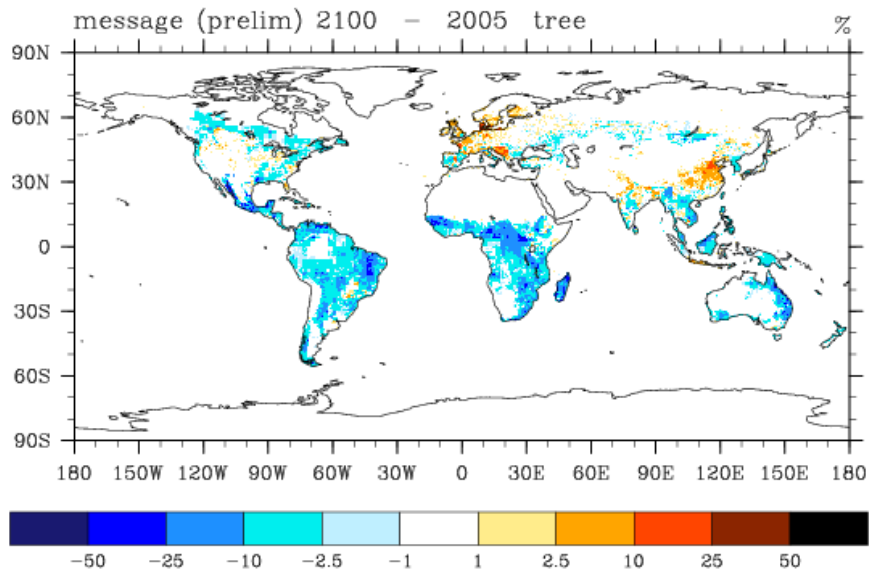 message (prelim) 2100 − 2005 tree %
90N
60N
30N
0
30S
60S
90S
180 150W 120W 90W 60W 30W 0 30E 60E 90E 120E 150E 180
−50 −25 −10 −2.5 −1 1 2.5 10 25 50